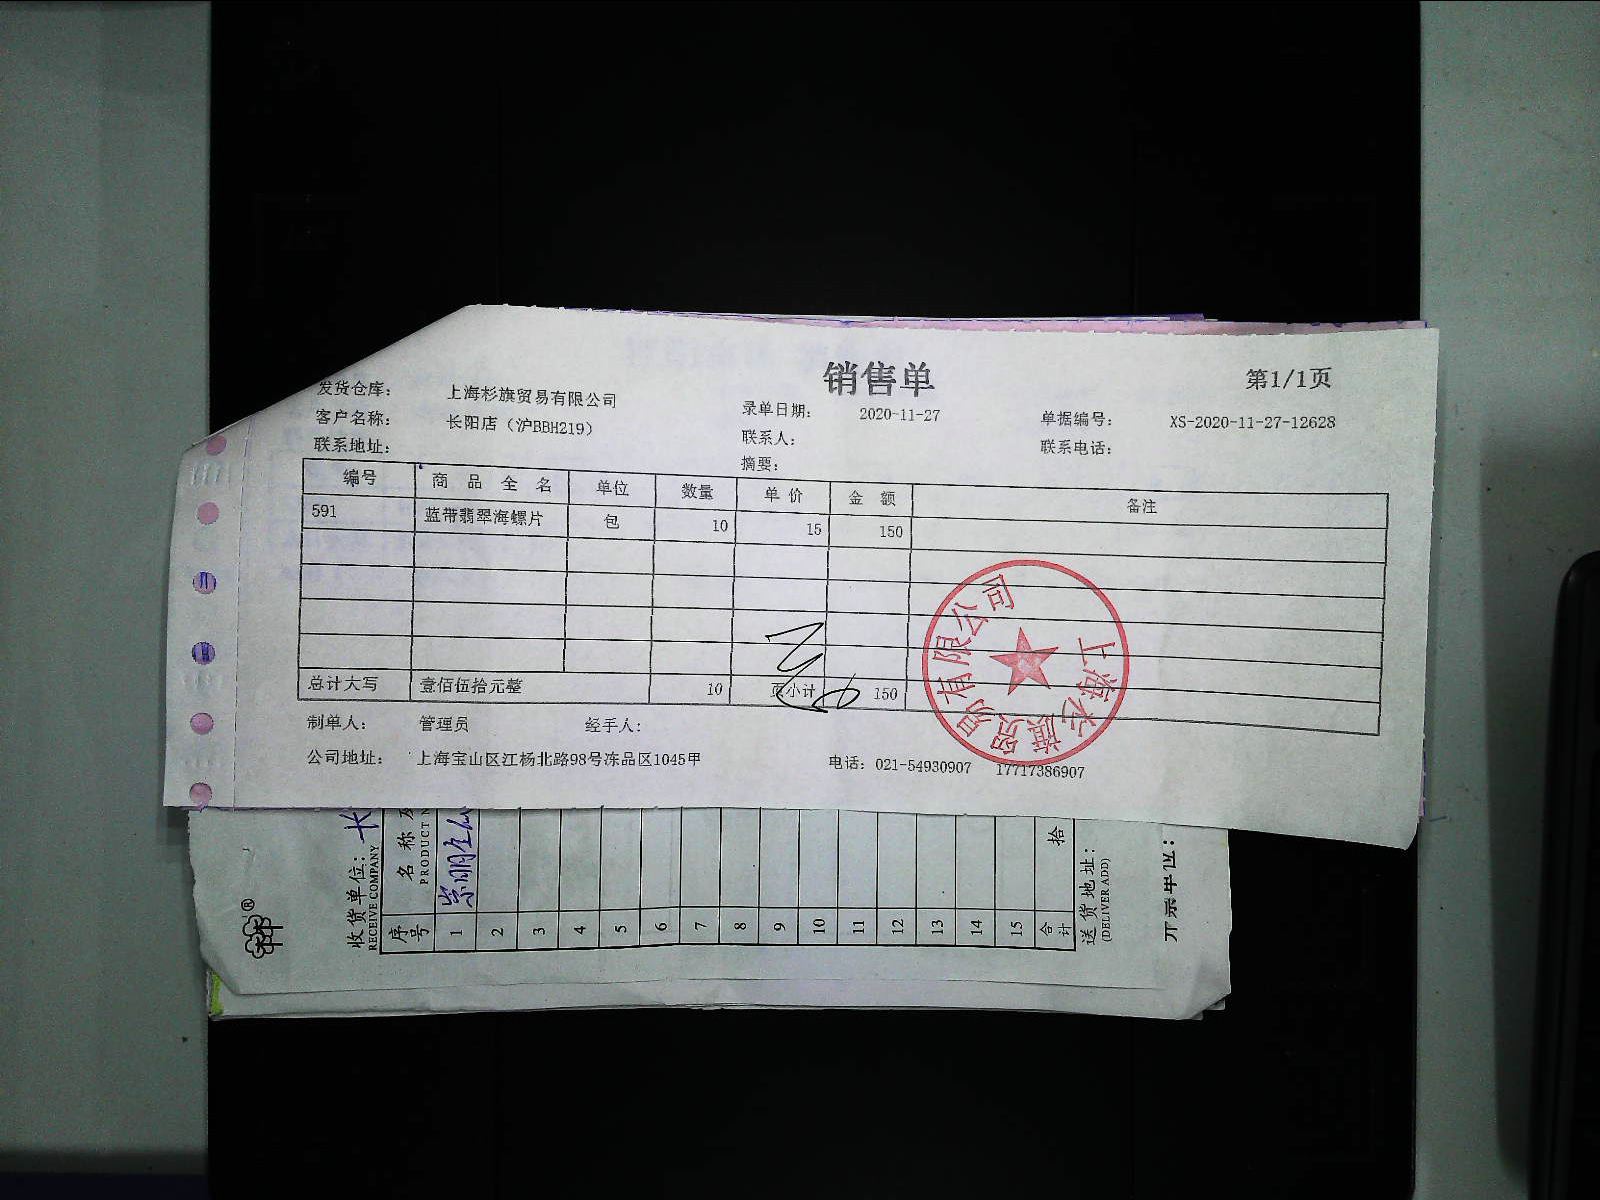 销售单
第1/1页
发货仓库： 上海杉旗贸易有限公司
录单日期： 2020-11-27
单据编号： XS-2020-11-27-12628
客户名称： 长阳店（沪BBH219）
联系人：
联系电话：
联系地址：
摘要：
编号 商品全名 单位 数量 单价 金额 备注
591 蓝带翡翠海螺片 包 10 15 150
总计大写 壹佰伍拾元整 10 页小计 150
制单人： 管理员 经手人：
公司地址： 上海宝山区江杨北路98号冻品区1045甲 电话：021-54930907 17717386907
上海杉旗贸易有限公司
收货单位： 长
RECEIVE COMPANY
序号
名称及
PRODUCT N
1 崇明
2
3
4
5
6
7
8
9
10
11
12
13
14
15
合计 拾
送货地址：
(DELIVER ADD)